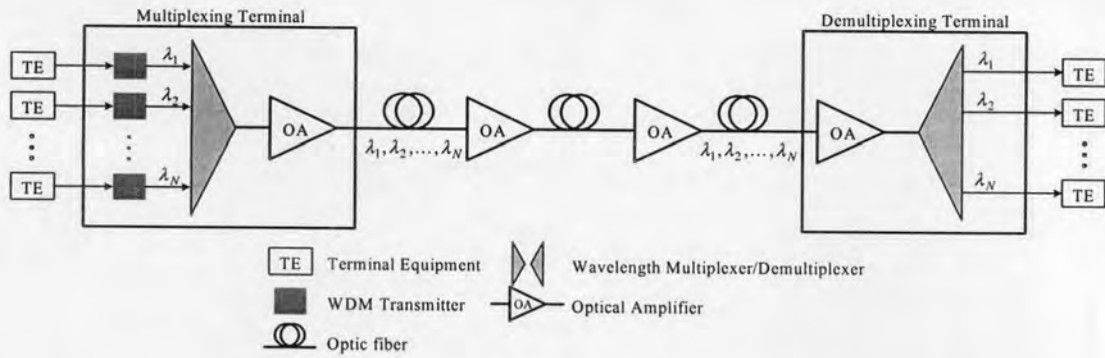 Multiplexing Terminal
Demultiplexing Terminal
TE λ1
TE λ2
TE λN
OA
λ1, λ2, ..., λN
OA
OA
λ1, λ2, ..., λN
OA
λ1 TE
λ2 TE
λN TE
TE Terminal Equipment
Wavelength Multiplexer/Demultiplexer
WDM Transmitter
OA Optical Amplifier
Optic fiber